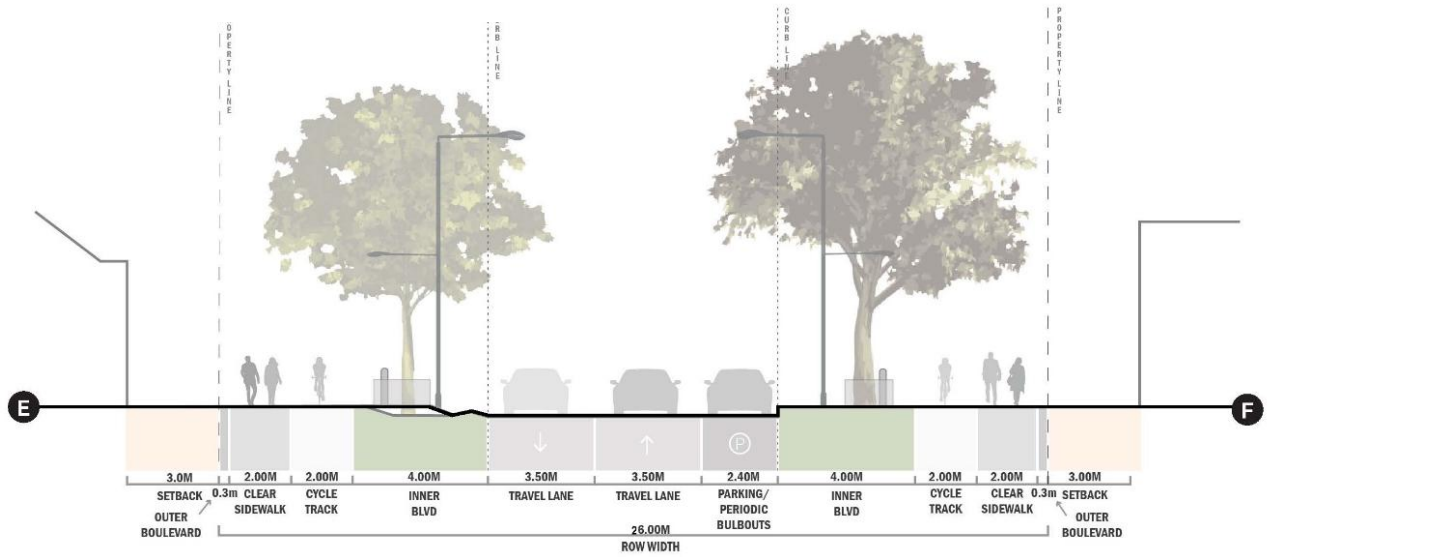 OPERTY LINE
RB LINE
CURB LINE
PROPERTY LINE
E
F
P
3.0M
2.00M
2.00M
4.00M
3.50M
3.50M
2.40M
4.00M
2.00M
2.00M
3.00M
SETBACK
0.3m
CLEAR
SIDEWALK
CYCLE
TRACK
INNER
BLVD
TRAVEL LANE
TRAVEL LANE
PARKING/
PERIODIC
BULBOUTS
INNER
BLVD
CYCLE
TRACK
CLEAR
SIDEWALK
0.3m
SETBACK
OUTER
BOULEVARD
OUTER
BOULEVARD
26.00M
ROW WIDTH